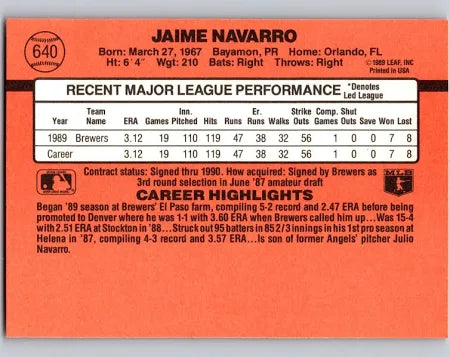 640
JAIME NAVARRO
Born: March 27, 1967 Bayamon, PR Home: Orlando, FL
Ht: 6' 4" Wgt: 210 Bats: Right Throws: Right
© 1989 LEAF, INC
Printed in USA
RECENT MAJOR LEAGUE PERFORMANCE *Denotes Led League
Year Team Name ERA Games Inn. Pitched Hits Runs Er. Runs Walks Strike Outs Comp. Games Shut Outs Save Won Lost
1989 Brewers 3.12 19 110 119 47 38 32 56 1 0 0 7 8
Career 3.12 19 110 119 47 38 32 56 1 0 0 7 8
Contract status: Signed thru 1990. How acquired: Signed by Brewers as
3rd round selection in June '87 amateur draft
MLB
CAREER HIGHLIGHTS
Began '89 season at Brewers' El Paso farm, compiling 5-2 record and 2.47 ERA before being
promoted to Denver where he was 1-1 with 3.60 ERA when Brewers called him up...Was 15-4
with 2.51 ERA at Stockton in '88...Struck out 95 batters in 85 2/3 innings in his 1st pro season at
Helena in '87, compiling 4-3 record and 3.57 ERA...Is son of former Angels' pitcher Julio
Navarro.